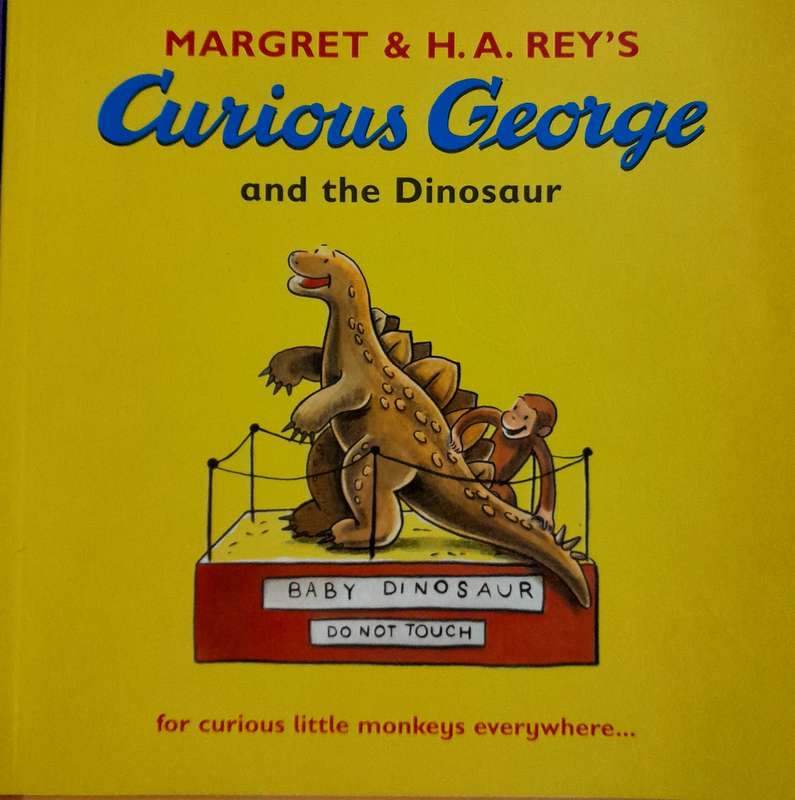 MARGRET & H. A. REY'S
Curious George
and the Dinosaur
BABY DINOSAUR
DO NOT TOUCH
for curious little monkeys everywhere...